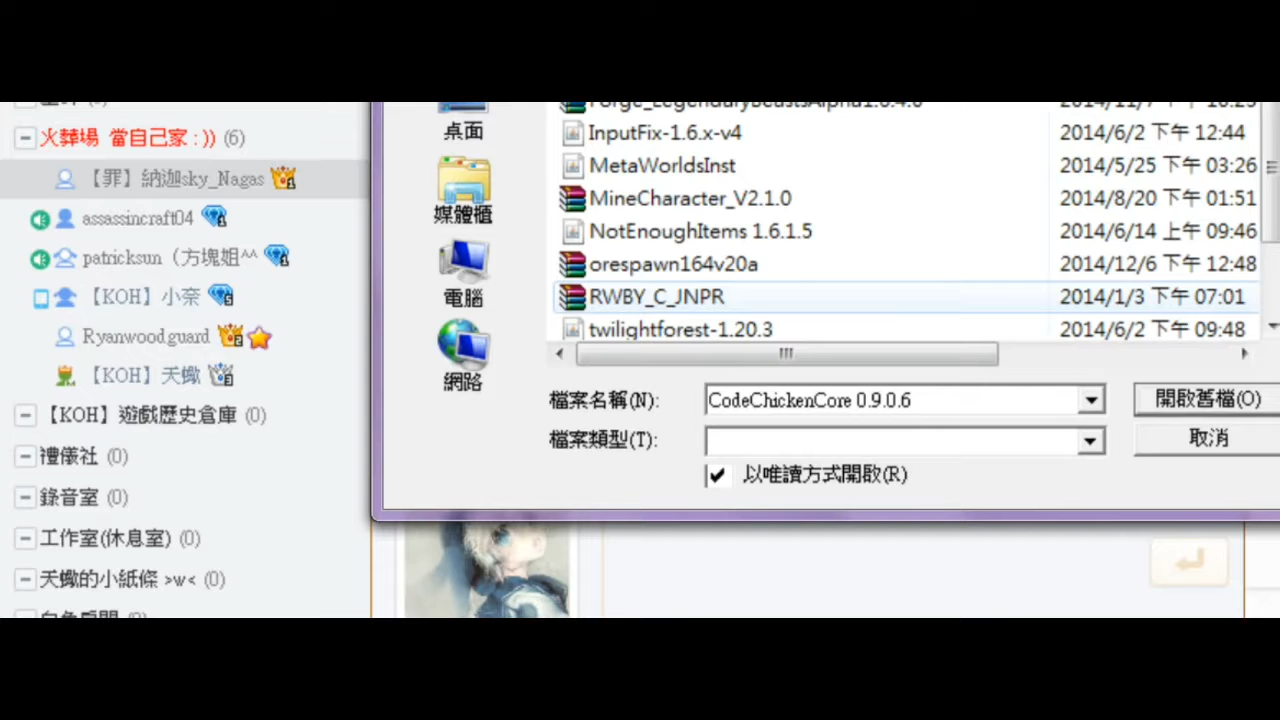 火葬場 當自己家 : )) (6)
【罪】納迦sky_Nagas
assassincraft04
patricksun（方塊姐^^
【KOH】小奈
Ryanwood.guard
【KOH】天蠍
【KOH】遊戲歷史倉庫 (0)
禮儀社 (0)
錄音室 (0)
工作室(休息室) (0)
天蠍的小紙條 >w< (0)
桌面
媒體櫃
電腦
網路
Forge_LegendaryBeastsAlpha1.6.4.0
InputFix-1.6.x-v4 2014/6/2 下午 12:44
MetaWorldsInst 2014/5/25 下午 03:26
MineCharacter_V2.1.0 2014/8/20 下午 01:51
NotEnoughItems 1.6.1.5 2014/6/14 上午 09:46
orespawn164v20a 2014/12/6 下午 12:48
RWBY_C_JNPR 2014/1/3 下午 07:01
twilightforest-1.20.3 2014/6/2 下午 09:48
檔案名稱(N): CodeChickenCore 0.9.0.6 開啟舊檔(O)
檔案類型(T): 取消
以唯讀方式開啟(R)